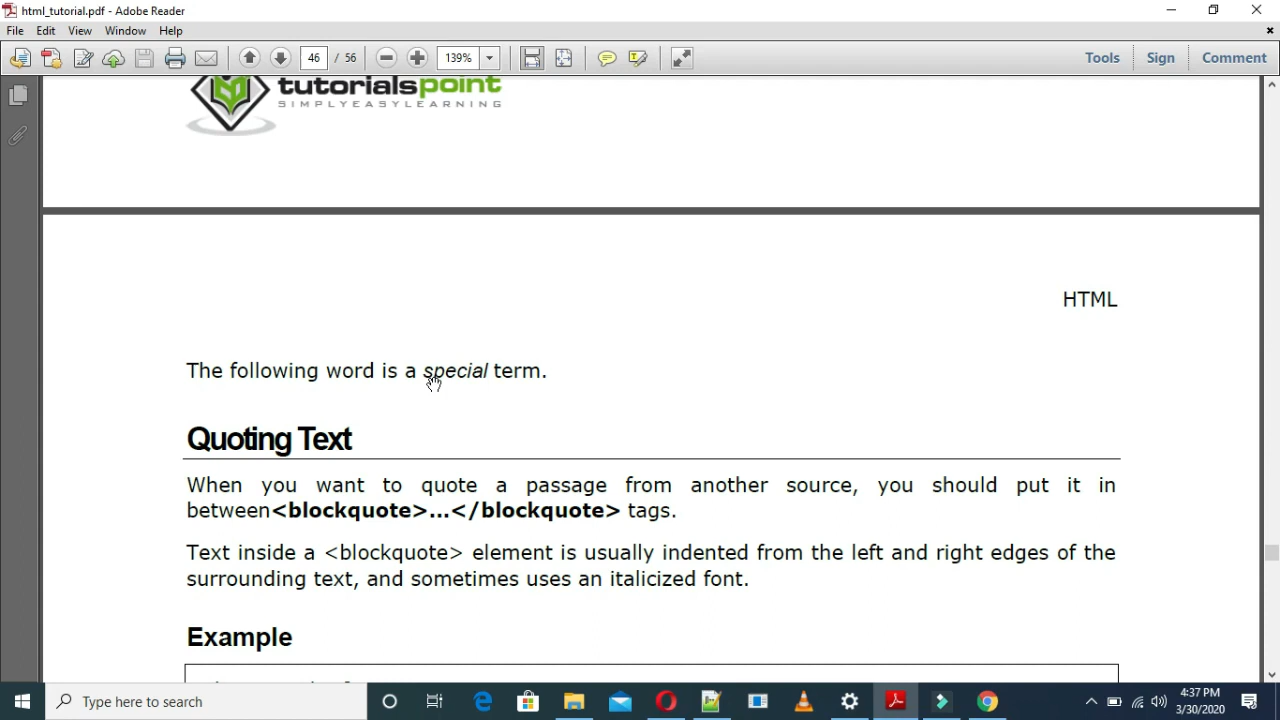 html_tutorial.pdf - Adobe Reader
File Edit View Window Help
46 / 56 139% Tools Sign Comment
tutorialspoint
SIMPLYEASYLEARNING
HTML
The following word is a special term.
Quoting Text
When you want to quote a passage from another source, you should put it in
between<blockquote>...</blockquote> tags.
Text inside a <blockquote> element is usually indented from the left and right edges of the
surrounding text, and sometimes uses an italicized font.
Example
Type here to search
4:37 PM
3/30/2020